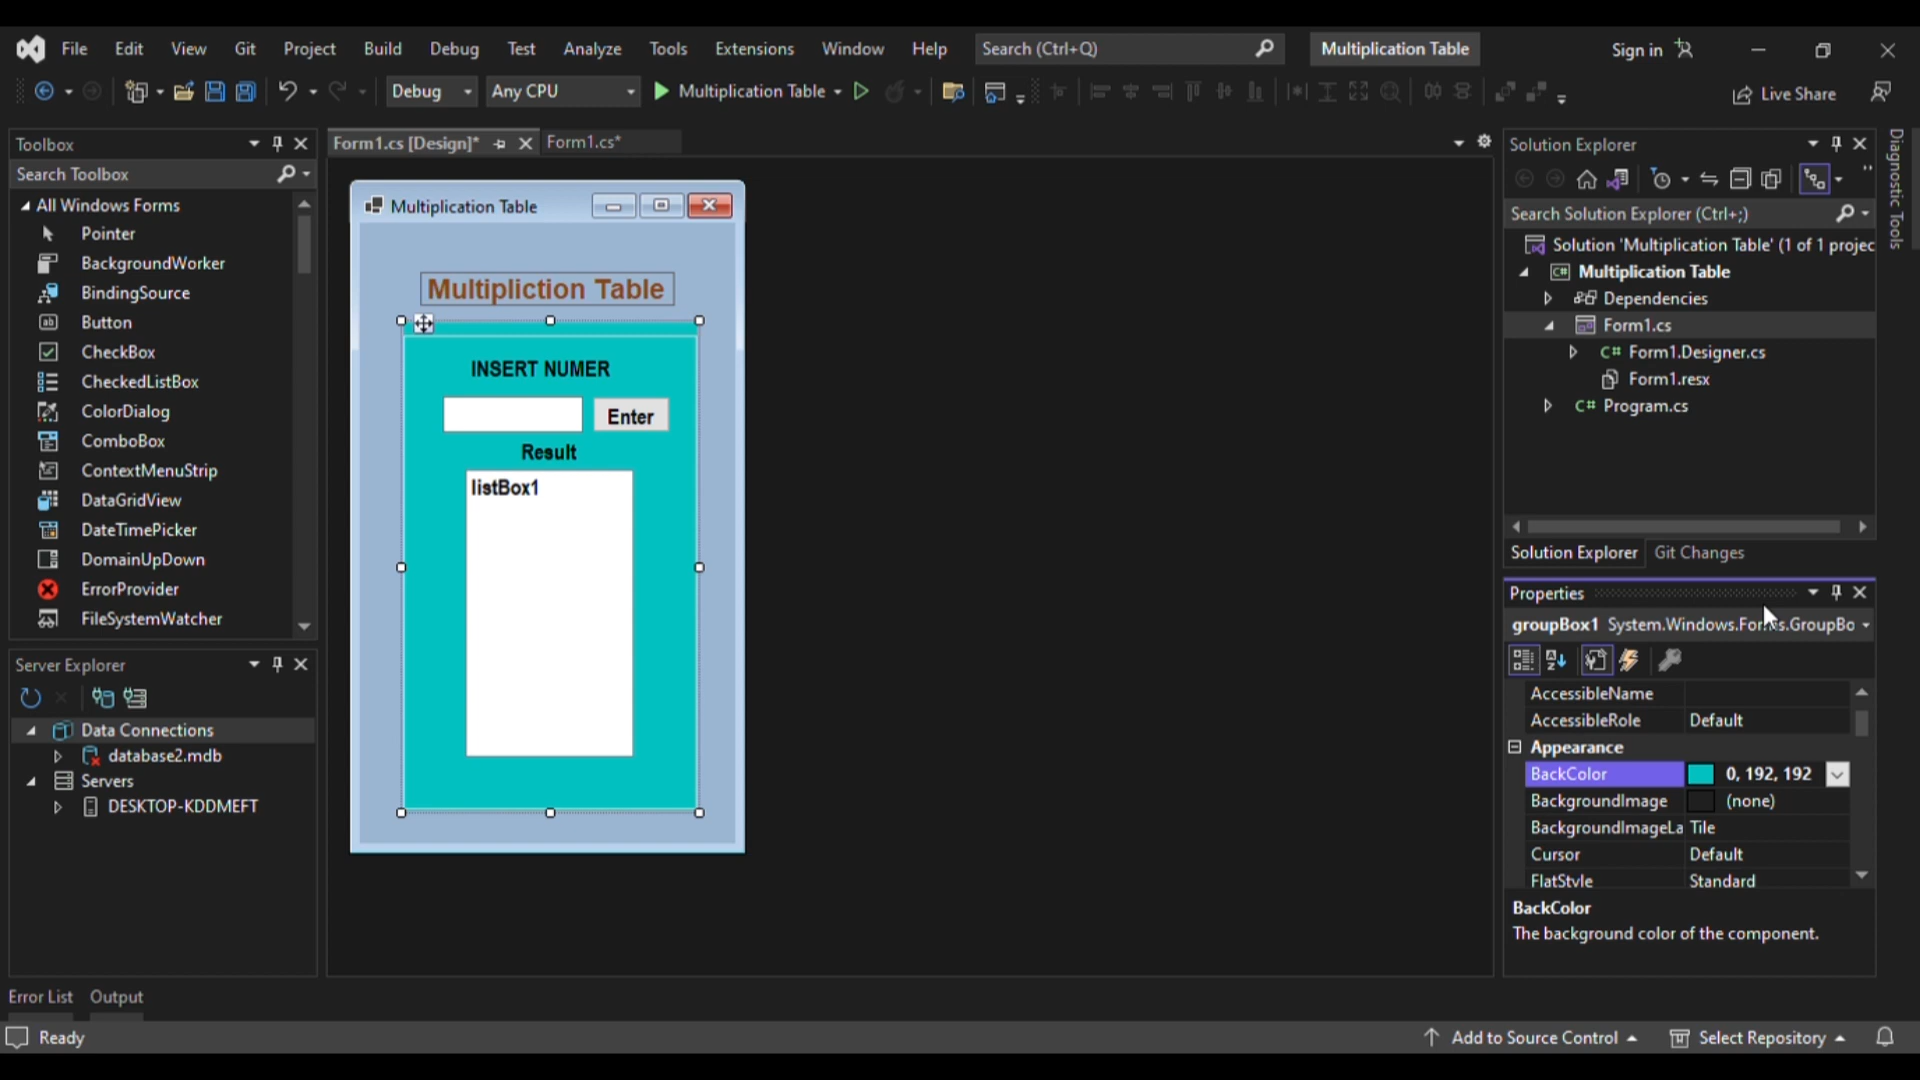 File Edit View Git Project Build Debug Test Analyze Tools Extensions Window Help Search (Ctrl+Q) Multiplication Table Sign in
Debug Any CPU Multiplication Table Live Share
Toolbox
Search Toolbox
All Windows Forms
Pointer
BackgroundWorker
BindingSource
Button
CheckBox
CheckedListBox
ColorDialog
ComboBox
ContextMenuStrip
DataGridView
DateTimePicker
DomainUpDown
ErrorProvider
FileSystemWatcher
Server Explorer
Data Connections
database2.mdb
Servers
DESKTOP-KDDMEFT
Form1.cs [Design]* Form1.cs*
Multiplication Table
Multipliction Table
INSERT NUMER
Enter
Result
listBox1
Solution Explorer
Search Solution Explorer (Ctrl+;)
Solution 'Multiplication Table' (1 of 1 projec
Multiplication Table
Dependencies
Form1.cs
C# Form1.Designer.cs
Form1.resx
C# Program.cs
Solution Explorer Git Changes
Properties
groupBox1 System.Windows.Forms.GroupBo
AccessibleName
AccessibleRole Default
Appearance
BackColor 0, 192, 192
BackgroundImage (none)
BackgroundImageLa Tile
Cursor Default
FlatStyle Standard
BackColor
The background color of the component.
Diagnostic Tools
Error List Output
Ready Add to Source Control Select Repository